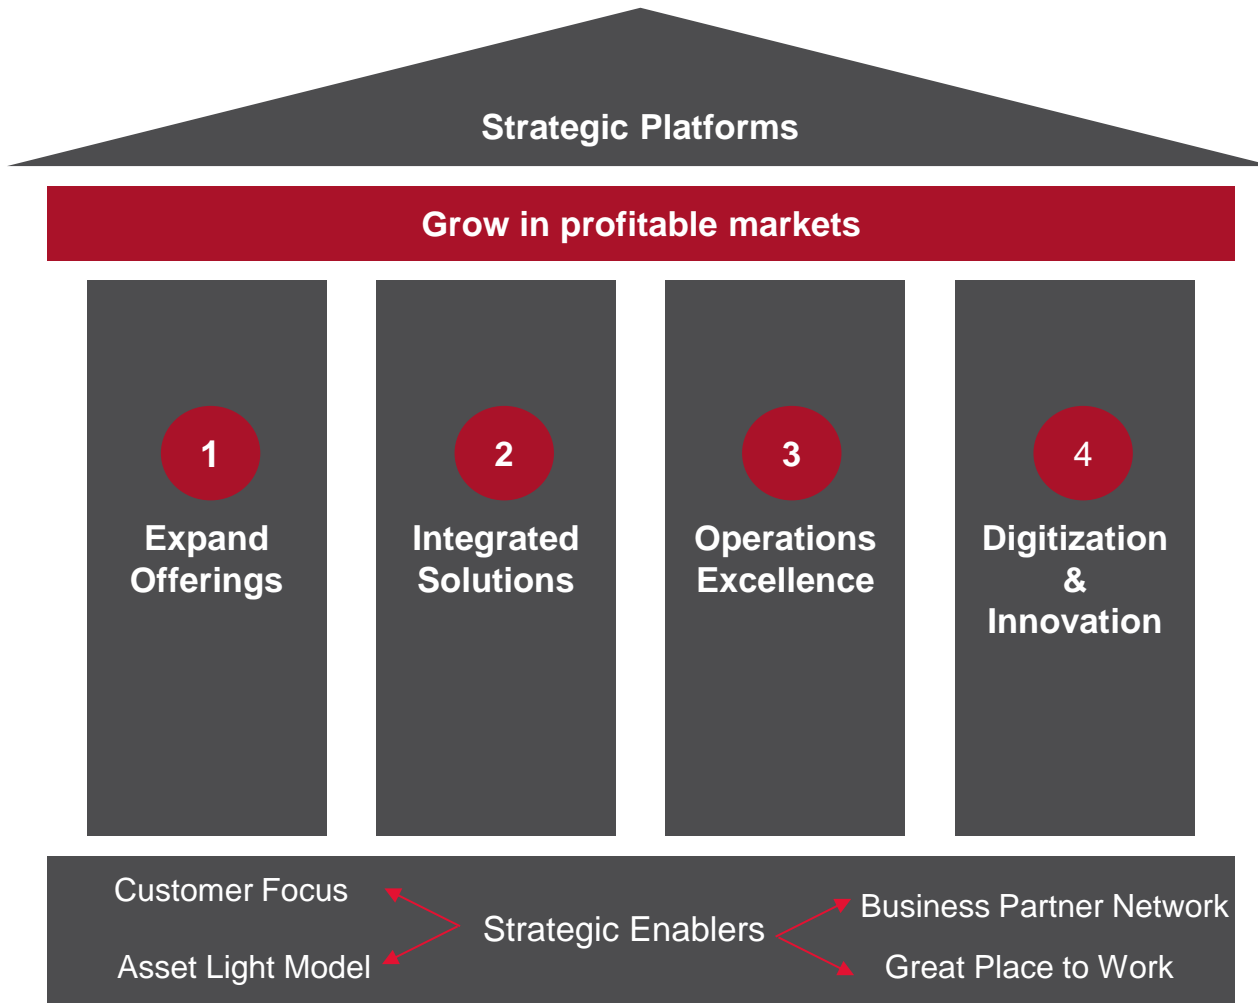 Strategic Platforms
Grow in profitable markets
1
Expand
Offerings
2
Integrated
Solutions
3
Operations
Excellence
4
Digitization
&
Innovation
Customer Focus
Asset Light Model
Strategic Enablers
Business Partner Network
Great Place to Work